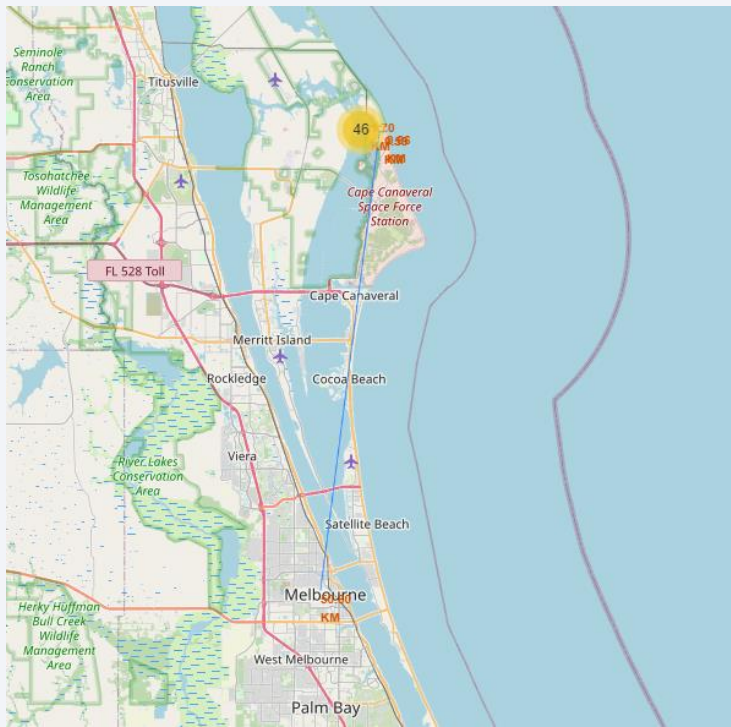 Seminole
Ranch
Conservation
Area
Titusville
46
KM
KM
Tosohatchee
Wildlife
Management
Area
Cape Canaveral
Space Force
Station
FL 528 Toll
Cape Canaveral
Merritt Island
Rockledge
Cocoa Beach
Viera
River Lakes
Conservation
Area
Satellite Beach
Melbourne
KM
Herky Huffman
Bull Creek
Wildlife
Management
Area
West Melbourne
Palm Bay